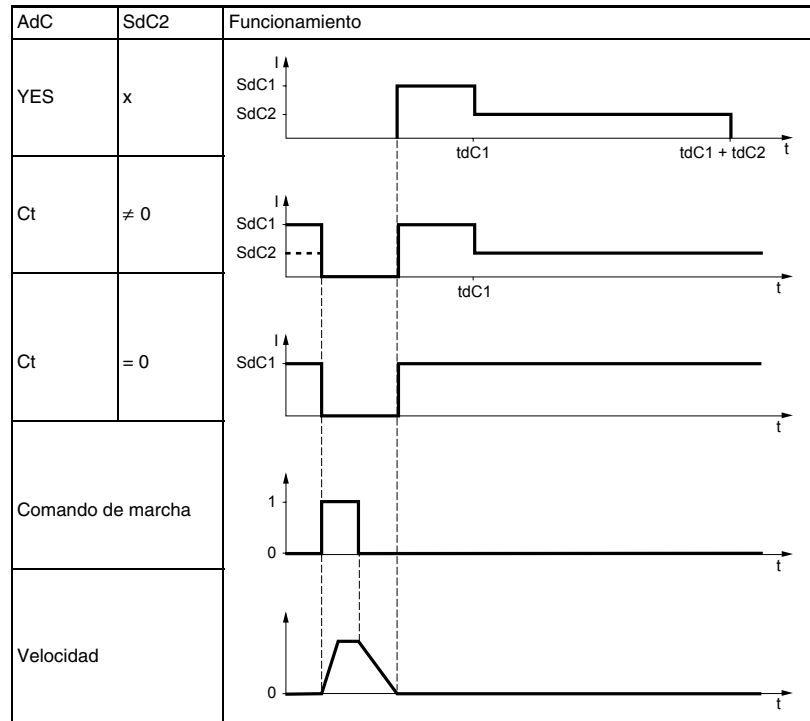 AdC SdC2 Funcionamiento
YES x
I
SdC1
SdC2
tdC1 tdC1 + tdC2 t
Ct ≠ 0
I
SdC1
SdC2
tdC1 t
Ct = 0
I
SdC1
t
Comando de marcha
1
0
t
Velocidad
0
t